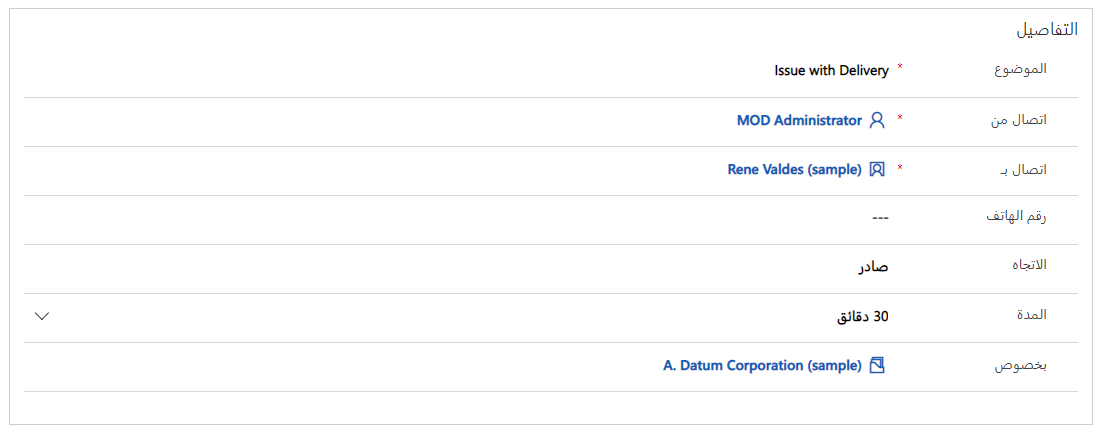 التفاصيل
الموضوع * Issue with Delivery
اتصال من * MOD Administrator
اتصال بـ * Rene Valdes (sample)
رقم الهاتف ---
الاتجاه صادر
المدة 30 دقائق
بخصوص A. Datum Corporation (sample)